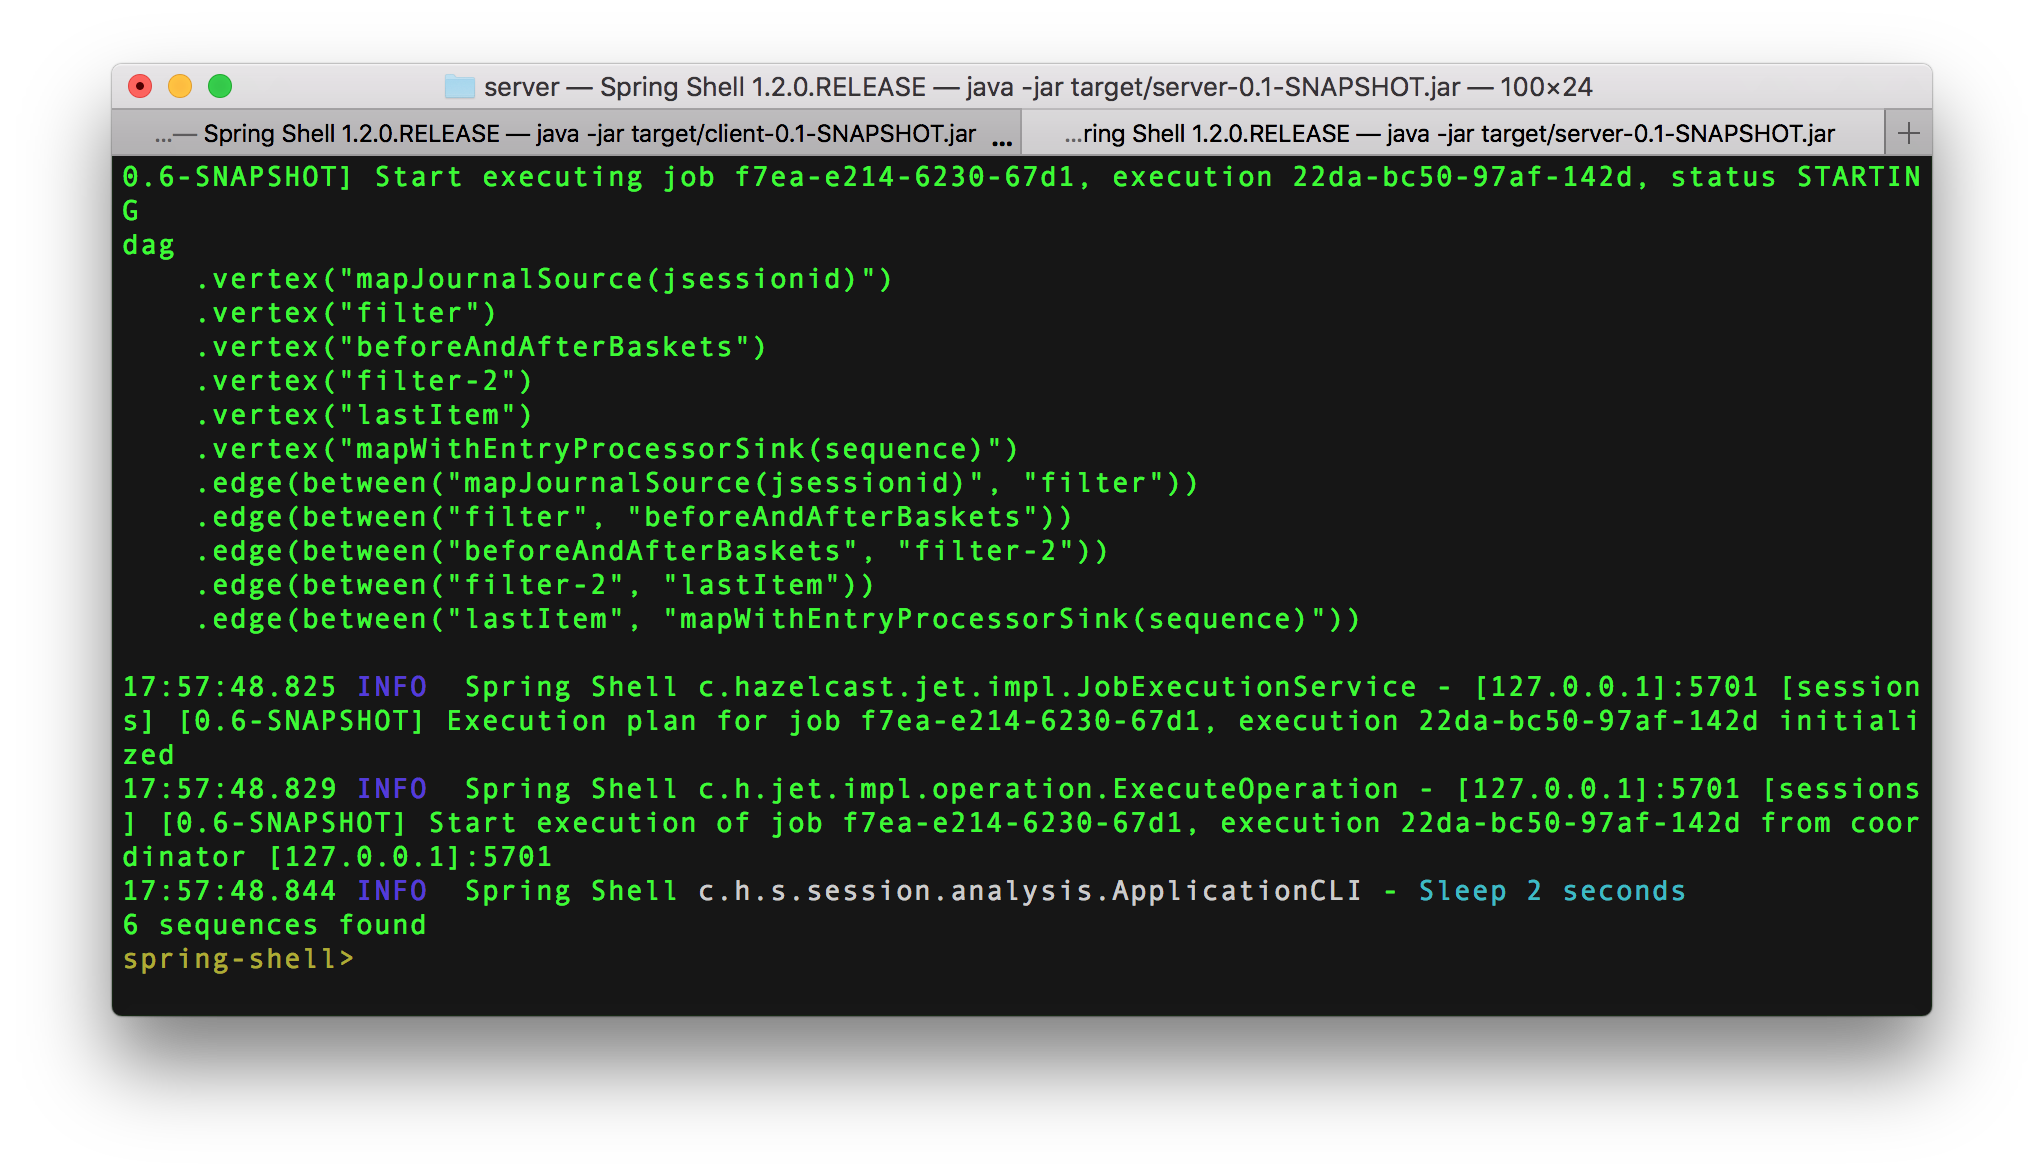 server — Spring Shell 1.2.0.RELEASE — java -jar target/server-0.1-SNAPSHOT.jar — 100×24
...— Spring Shell 1.2.0.RELEASE — java -jar target/client-0.1-SNAPSHOT.jar ...
...ring Shell 1.2.0.RELEASE — java -jar target/server-0.1-SNAPSHOT.jar
0.6-SNAPSHOT] Start executing job f7ea-e214-6230-67d1, execution 22da-bc50-97af-142d, status STARTIN
G
dag
    .vertex("mapJournalSource(jsessionid)")
    .vertex("filter")
    .vertex("beforeAndAfterBaskets")
    .vertex("filter-2")
    .vertex("lastItem")
    .vertex("mapWithEntryProcessorSink(sequence)")
    .edge(between("mapJournalSource(jsessionid)", "filter"))
    .edge(between("filter", "beforeAndAfterBaskets"))
    .edge(between("beforeAndAfterBaskets", "filter-2"))
    .edge(between("filter-2", "lastItem"))
    .edge(between("lastItem", "mapWithEntryProcessorSink(sequence)"))
17:57:48.825 INFO  Spring Shell c.hazelcast.jet.impl.JobExecutionService - [127.0.0.1]:5701 [session
s] [0.6-SNAPSHOT] Execution plan for job f7ea-e214-6230-67d1, execution 22da-bc50-97af-142d initiali
zed
17:57:48.829 INFO  Spring Shell c.h.jet.impl.operation.ExecuteOperation - [127.0.0.1]:5701 [sessions
] [0.6-SNAPSHOT] Start execution of job f7ea-e214-6230-67d1, execution 22da-bc50-97af-142d from coor
dinator [127.0.0.1]:5701
17:57:48.844 INFO  Spring Shell c.h.s.session.analysis.ApplicationCLI - Sleep 2 seconds
6 sequences found
spring-shell>